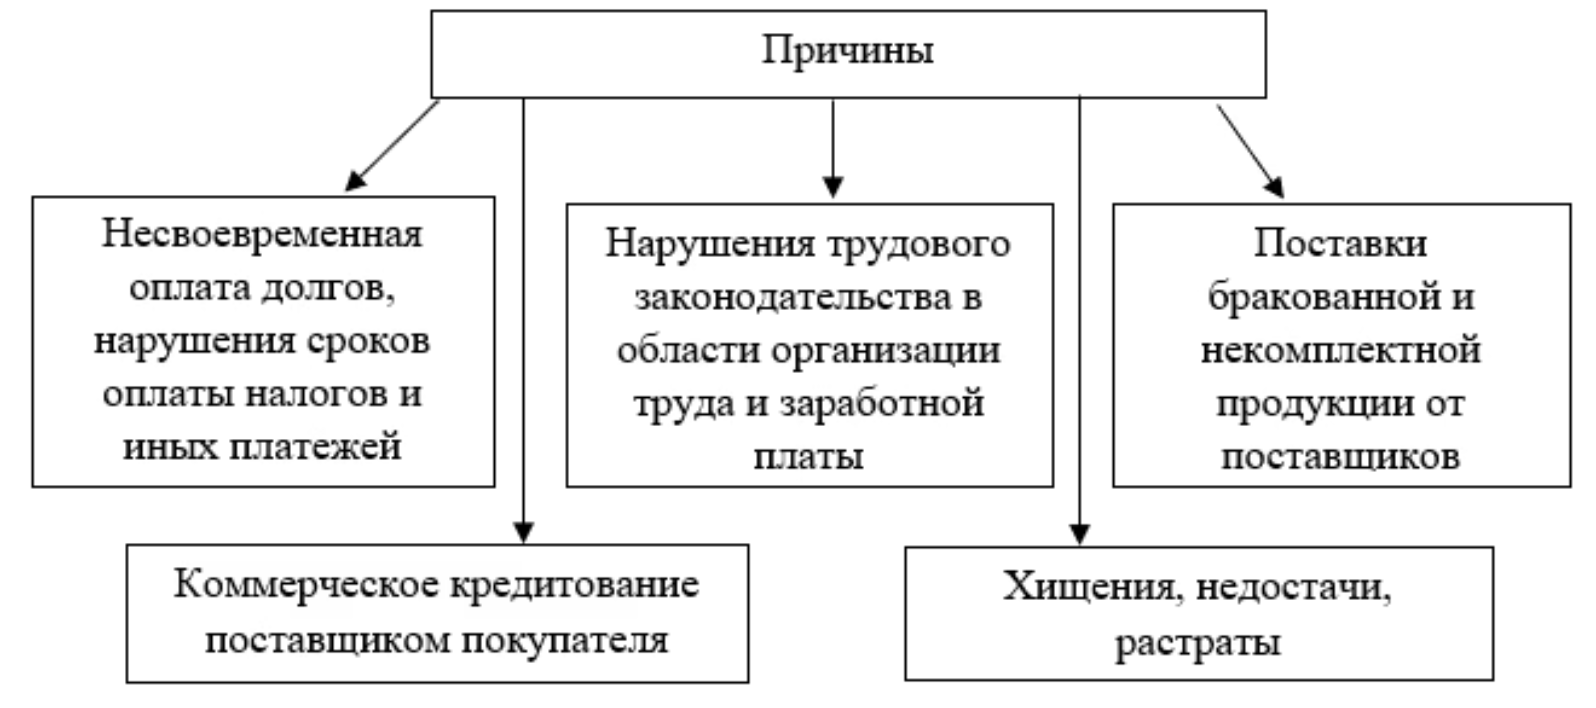 Причины
Несвоевременная
оплата долгов,
нарушения сроков
оплаты налогов и
иных платежей
Нарушения трудового
законодательства в
области организации
труда и заработной
платы
Поставки
бракованной и
некомплектной
продукции от
поставщиков
Коммерческое кредитование
поставщиком покупателя
Хищения, недостачи,
растраты